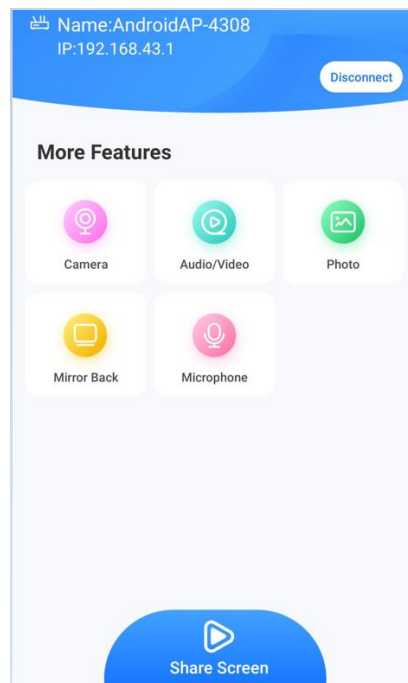 Name:AndroidAP-4308
IP:192.168.43.1
Disconnect
More Features
Camera
Audio/Video
Photo
Mirror Back
Microphone
Share Screen